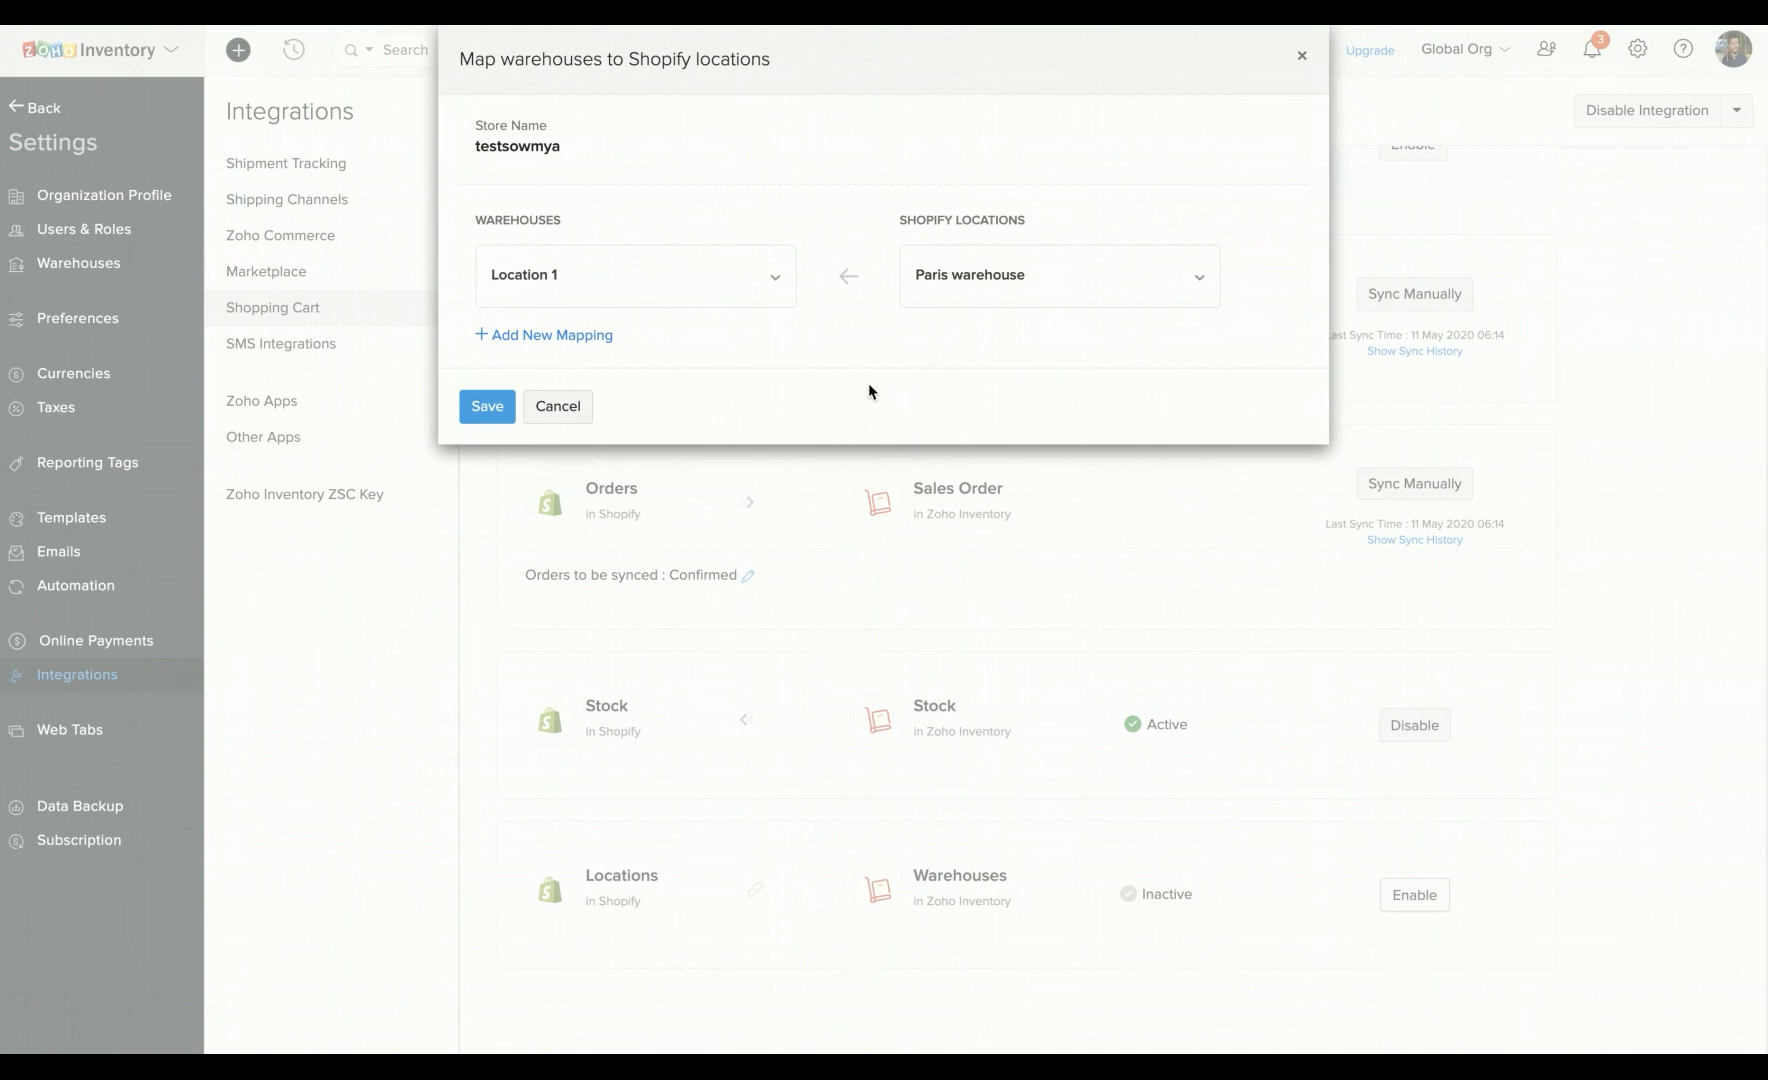 ZOHO Inventory
Search
Upgrade
Global Org
3
Back
Settings
Organization Profile
Users & Roles
Warehouses
Preferences
Currencies
Taxes
Reporting Tags
Templates
Emails
Automation
Online Payments
Integrations
Web Tabs
Data Backup
Subscription
Integrations
Shipment Tracking
Shipping Channels
Zoho Commerce
Marketplace
Shopping Cart
SMS Integrations
Zoho Apps
Other Apps
Zoho Inventory ZSC Key
Map warehouses to Shopify locations
Store Name
testsowmya
WAREHOUSES
SHOPIFY LOCATIONS
Location 1
Paris warehouse
+ Add New Mapping
Save
Cancel
Disable Integration
Enable
Sync Manually
ast Sync Time : 11 May 2020 06:14
Show Sync History
Orders
in Shopify
Sales Order
in Zoho Inventory
Sync Manually
Last Sync Time : 11 May 2020 06:14
Show Sync History
Orders to be synced : Confirmed
Stock
in Shopify
Stock
in Zoho Inventory
Active
Disable
Locations
in Shopify
Warehouses
in Zoho Inventory
Inactive
Enable